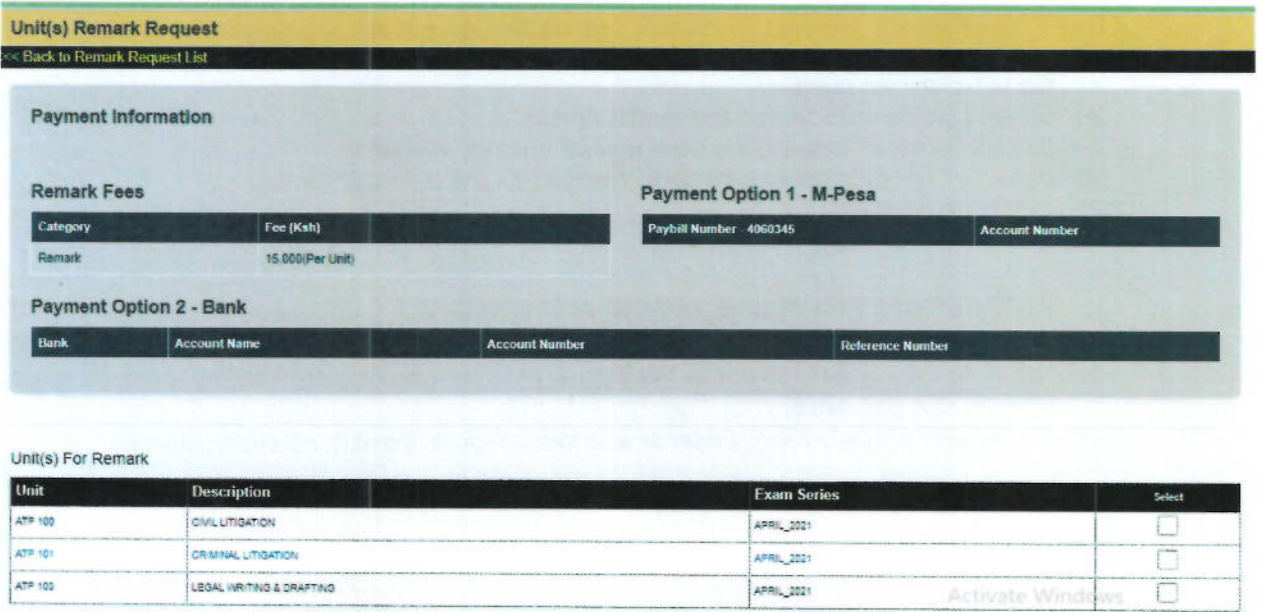 Unit(s) Remark Request
<< Back to Remark Request List
Payment Information
Remark Fees
Category Fee (Ksh)
Remark 15,000(Per Unit)
Payment Option 1 - M-Pesa
Paybill Number - 4060345 Account Number -
Payment Option 2 - Bank
Bank Account Name Account Number Reference Number
Unit(s) For Remark
Unit Description Exam Series Select
ATP 100 CIVIL LITIGATION APRIL_2021
ATP 101 CRIMINAL LITIGATION APRIL_2021
ATP 103 LEGAL WRITING & DRAFTING APRIL_2021
Activate Windows